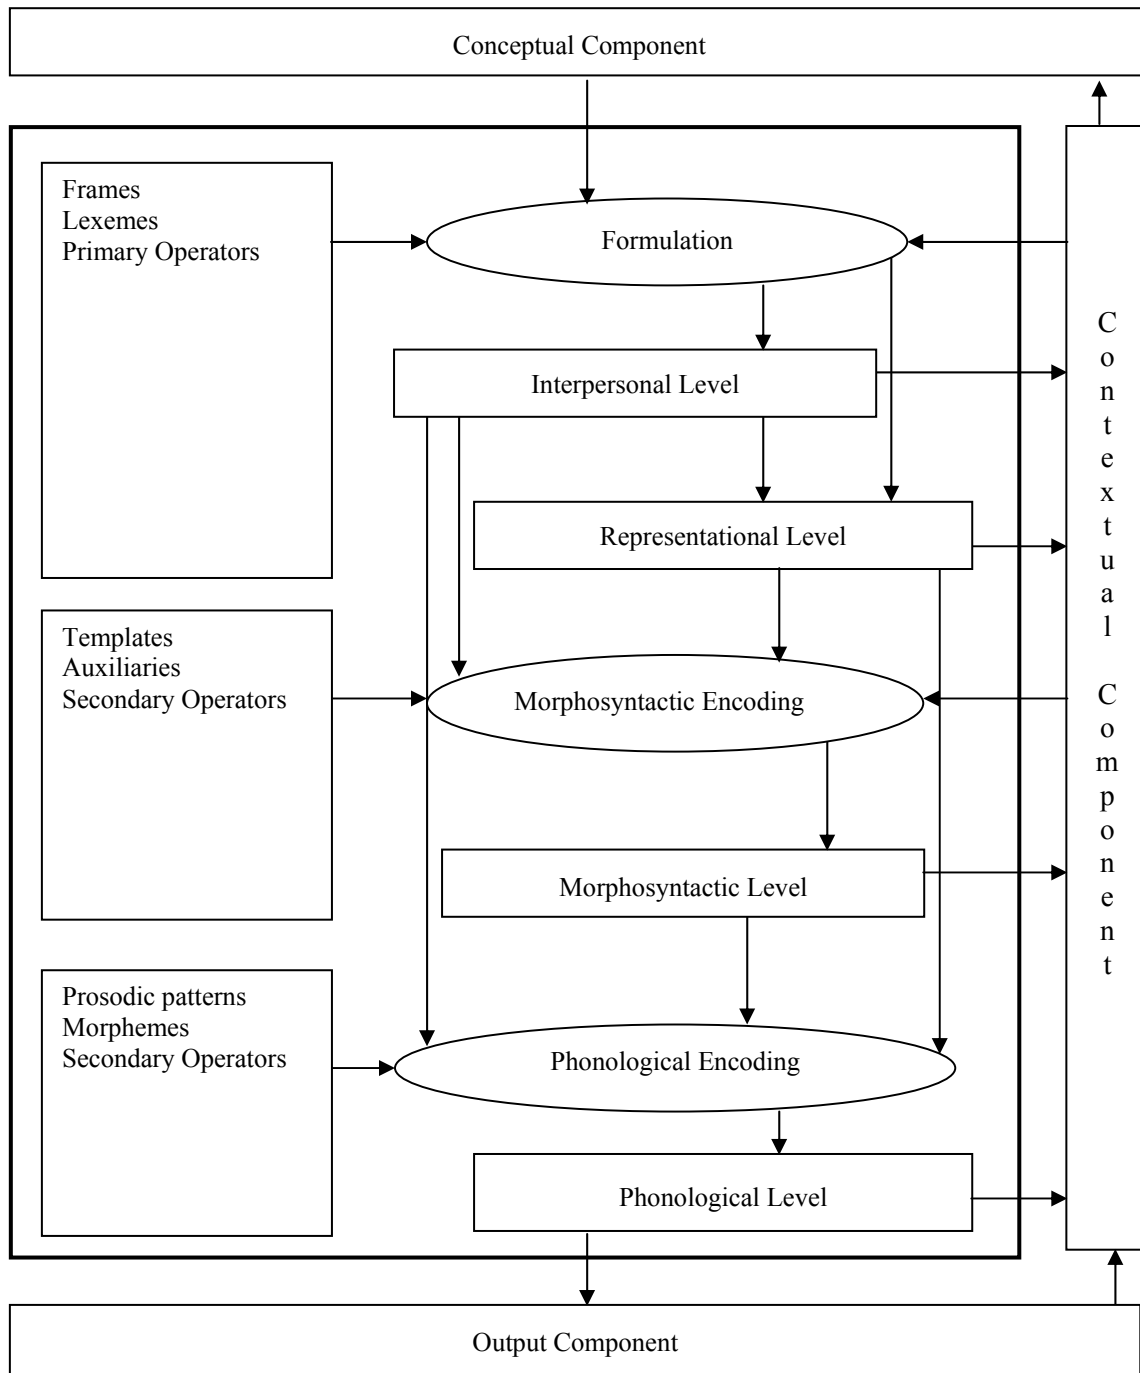 Conceptual Component
Frames
Lexemes
Primary Operators
Formulation
Interpersonal Level
Representational Level
Templates
Auxiliaries
Secondary Operators
Morphosyntactic Encoding
Morphosyntactic Level
Prosodic patterns
Morphemes
Secondary Operators
Phonological Encoding
Phonological Level
Contextual Component
Output Component